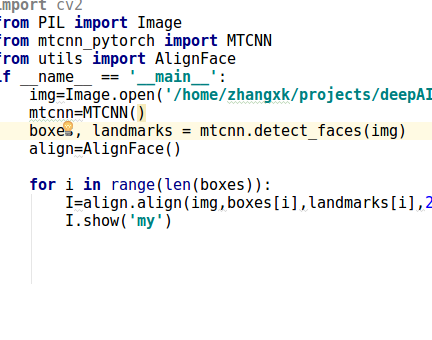 import cv2
from PIL import Image
from mtcnn_pytorch import MTCNN
from utils import AlignFace
if __name__ == '__main__':
img=Image.open('/home/zhangxk/projects/deepAI
mtcnn=MTCNN()
boxes, landmarks = mtcnn.detect_faces(img)
align=AlignFace()
for i in range(len(boxes)):
I=align.align(img,boxes[i],landmarks[i],2
I.show('my')